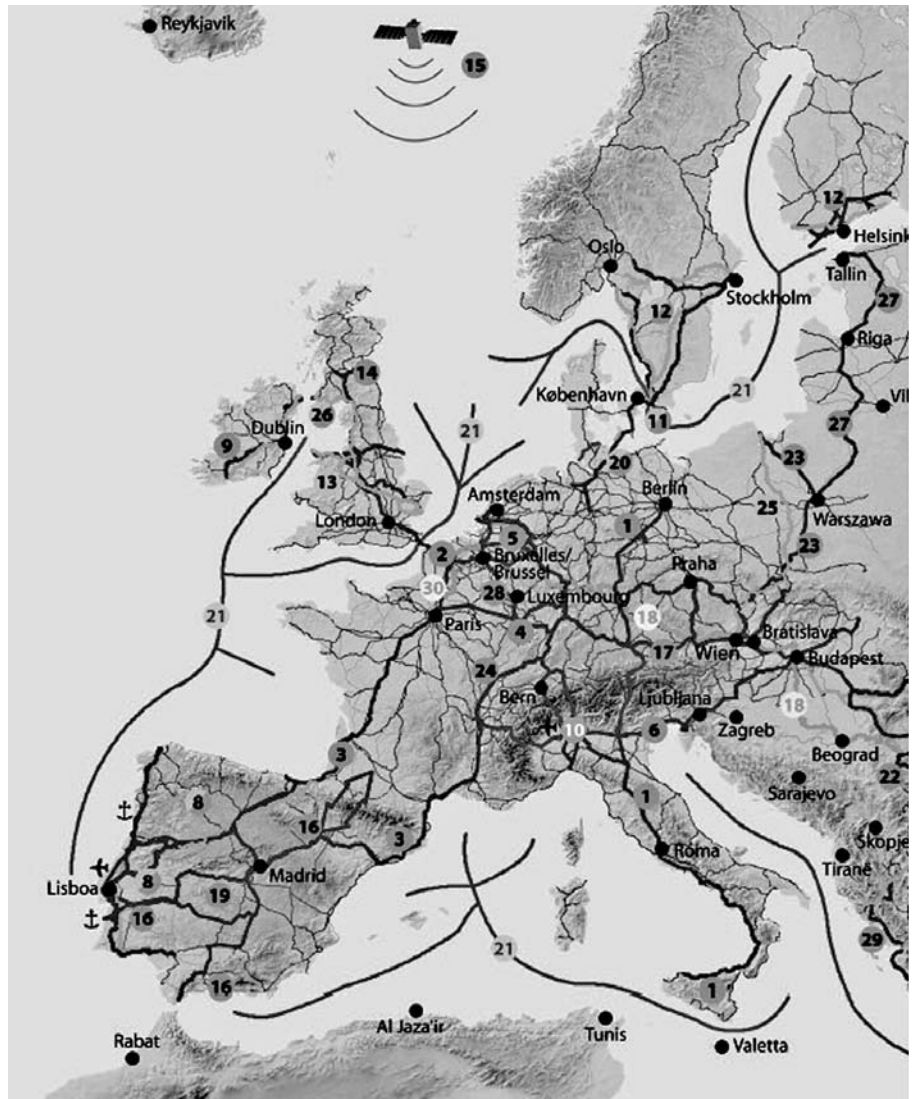 Reykjavik
15
12
Helsink
Oslo
Tallin
Stockholm
27
12
Riga
14
21
København
Vil
26
11
21
27
9
Dublin
20
23
13
Amsterdam
Berlin
25
London
5
1
Warszawa
2
Bruxelles/
Brussel
23
30
28
Luxembourg
Praha
21
Paris
4
18
Bratislava
17
Wien
Budapest
24
Bern
Ljubljana
18
10
6
Zagreb
3
Beograd
22
8
1
Sarajevo
16
3
Skopje
Roma
Tirane
Madrid
Lisboa
8
19
16
21
29
16
1
Al Jaza'ir
Tunis
Rabat
Valetta